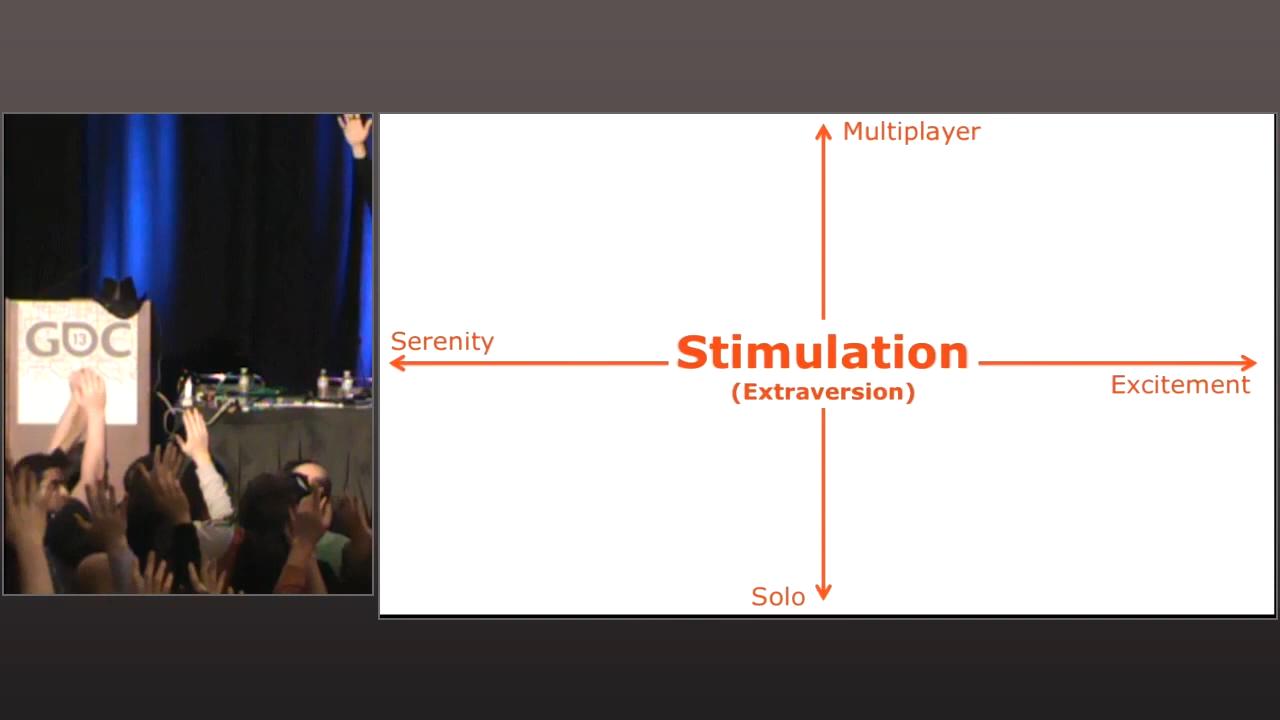 GDC
13
Multiplayer
Serenity
Stimulation
(Extraversion)
Excitement
Solo